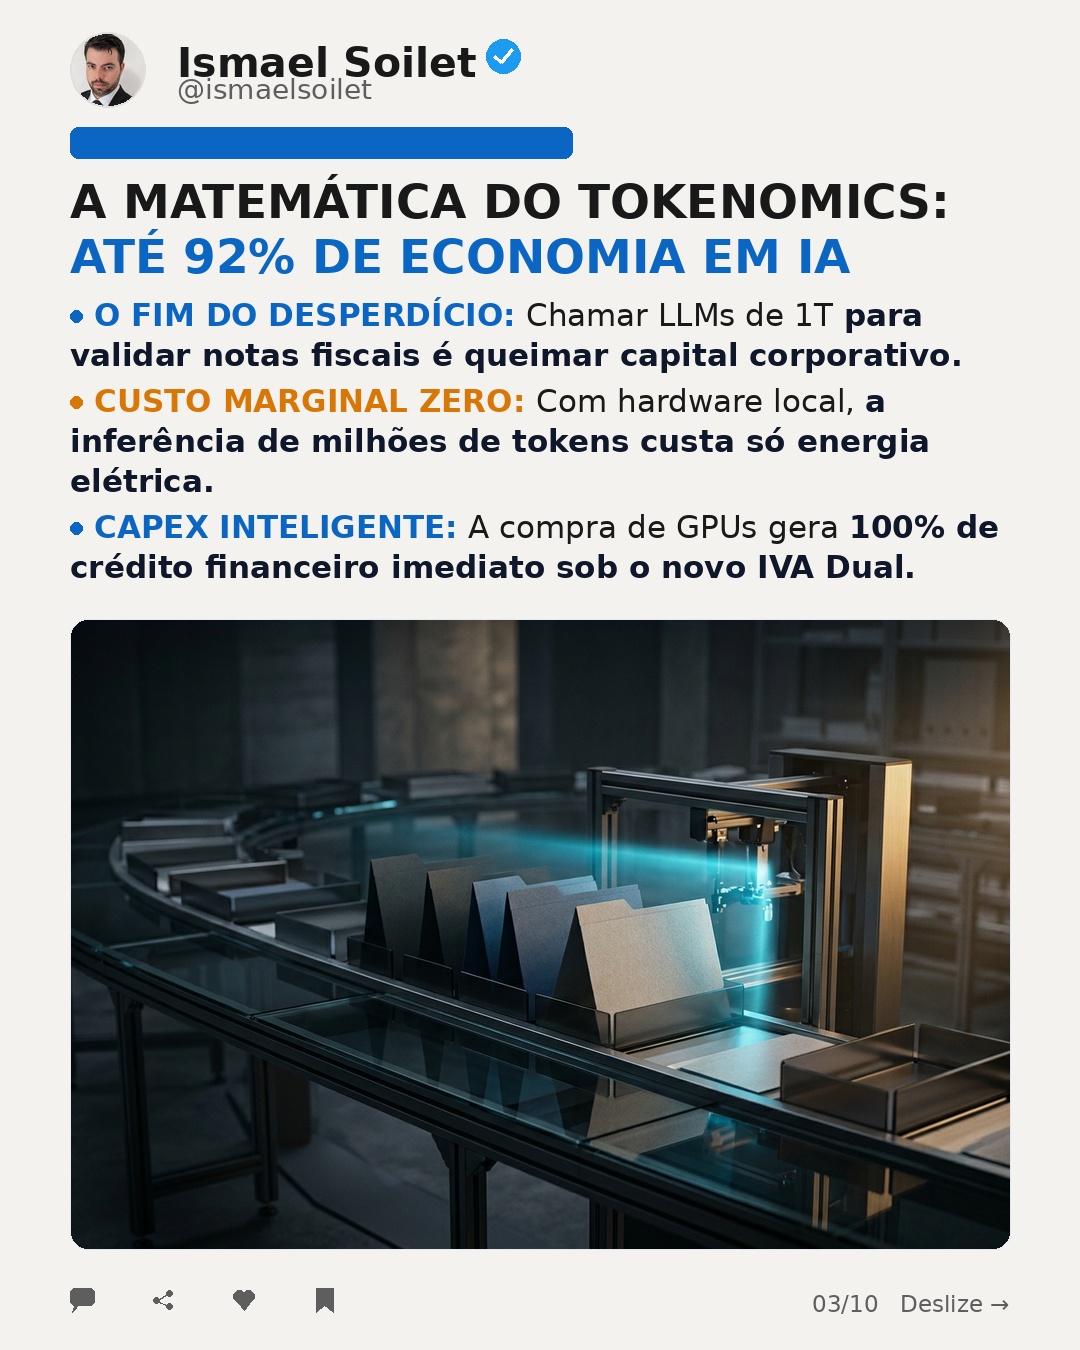 Ismael Soilet
@ismaelsoilet
A MATEMÁTICA DO TOKENOMICS:
ATÉ 92% DE ECONOMIA EM IA
• O FIM DO DESPERDÍCIO: Chamar LLMs de 1T para
validar notas fiscais é queimar capital corporativo.
• CUSTO MARGINAL ZERO: Com hardware local, a
inferência de milhões de tokens custa só energia
elétrica.
• CAPEX INTELIGENTE: A compra de GPUs gera 100% de
crédito financeiro imediato sob o novo IVA Dual.
03/10 Deslize →